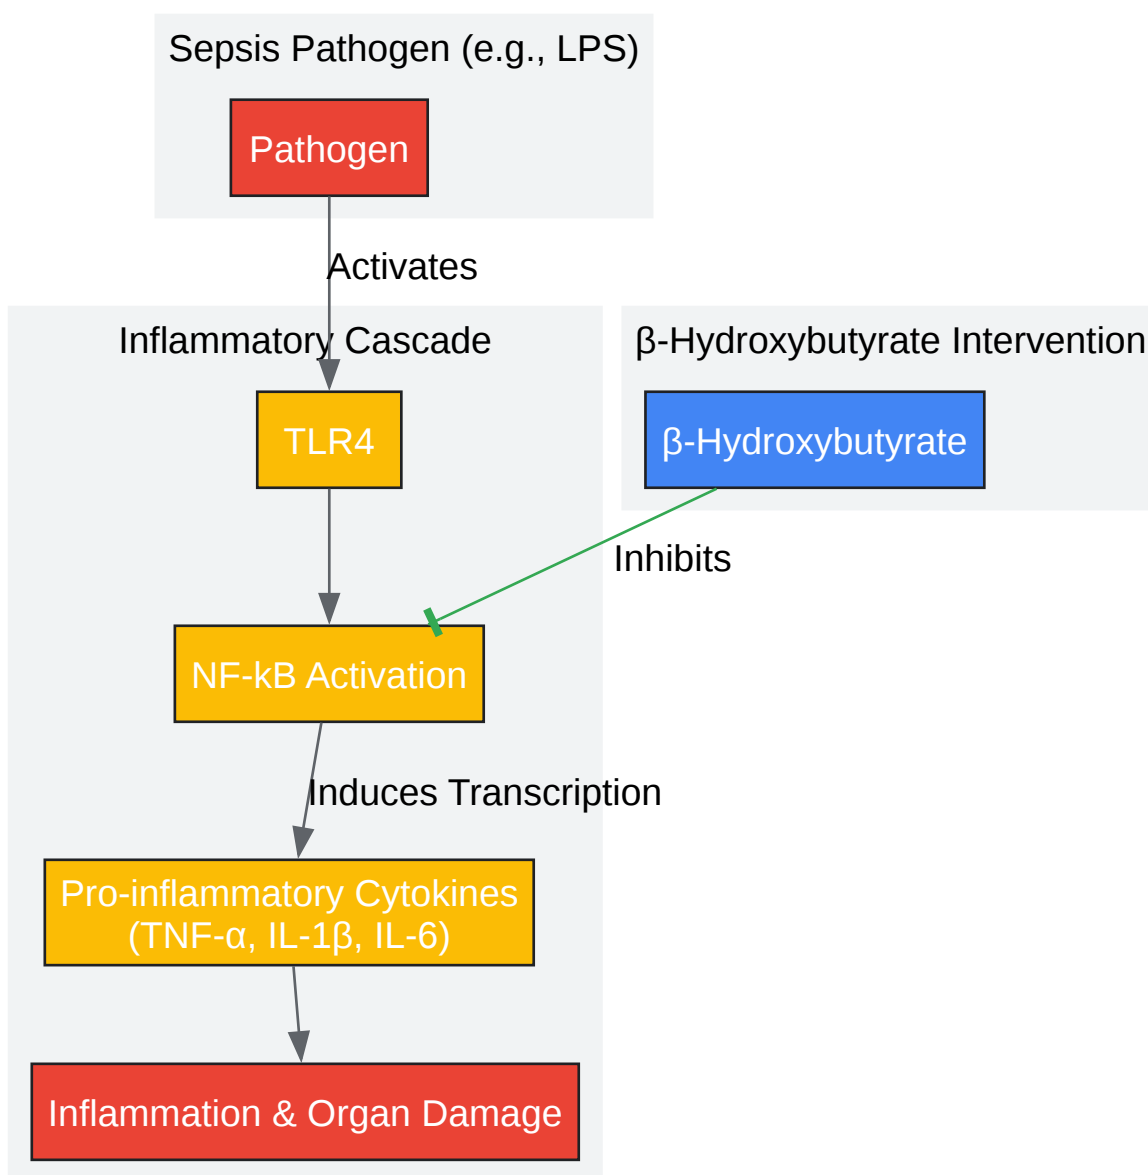 Sepsis Pathogen (e.g., LPS)
Pathogen
Activates
Inflammatory Cascade
β-Hydroxybutyrate Intervention
TLR4
β-Hydroxybutyrate
Inhibits
NF-kB Activation
Induces Transcription
Pro-inflammatory Cytokines
(TNF-α, IL-1β, IL-6)
Inflammation & Organ Damage